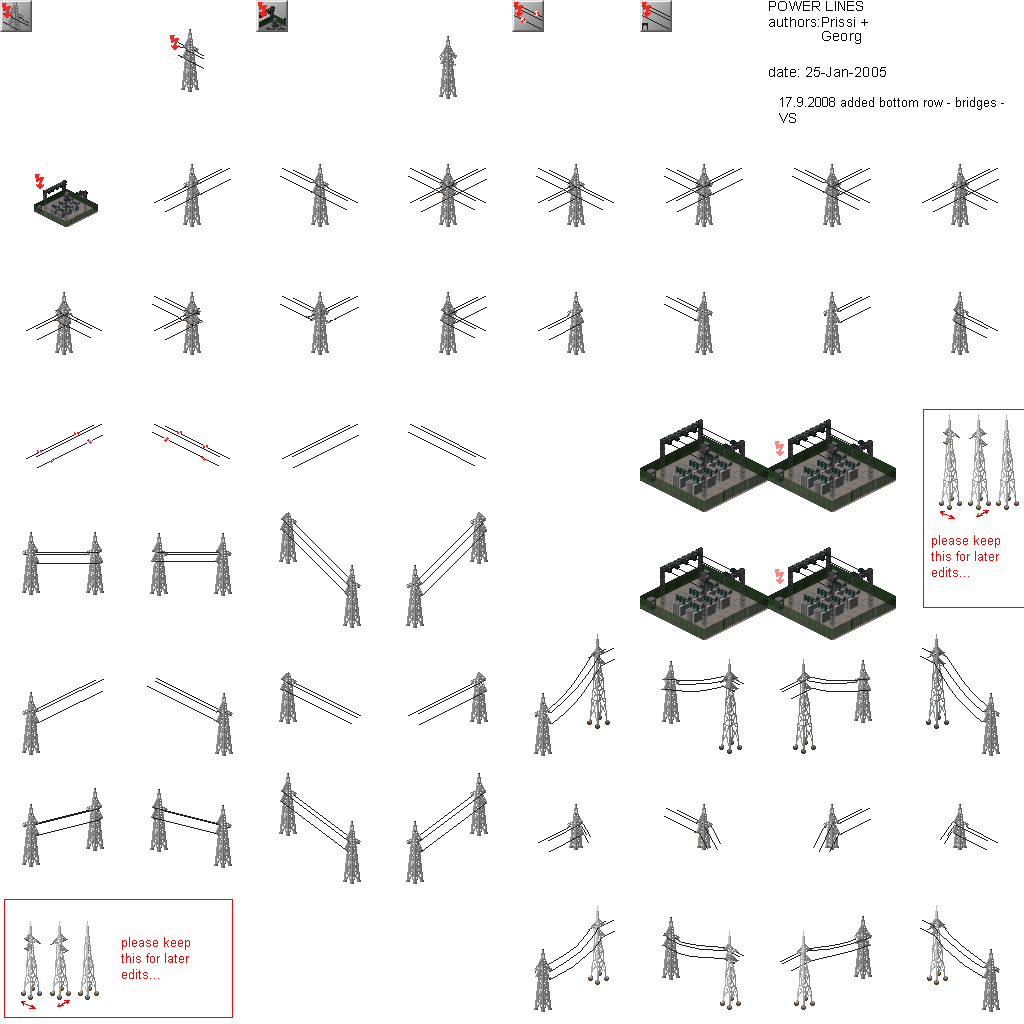 POWER LINES
authors:Prissi +
Georg
date: 25-Jan-2005
17.9.2008 added bottom row - bridges -
VS
please keep
this for later
edits...
please keep
this for later
edits...